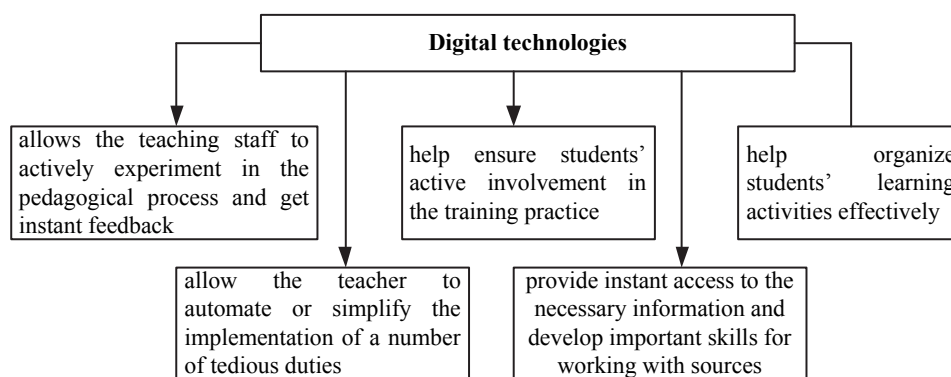 Digital technologies
allows the teaching staff to
actively experiment in the
pedagogical process and get
instant feedback
help ensure students’
active involvement in
the training practice
help organize
students’ learning
activities effectively
allow the teacher to
automate or simplify the
implementation of a number
of tedious duties
provide instant access to the
necessary information and
develop important skills for
working with sources